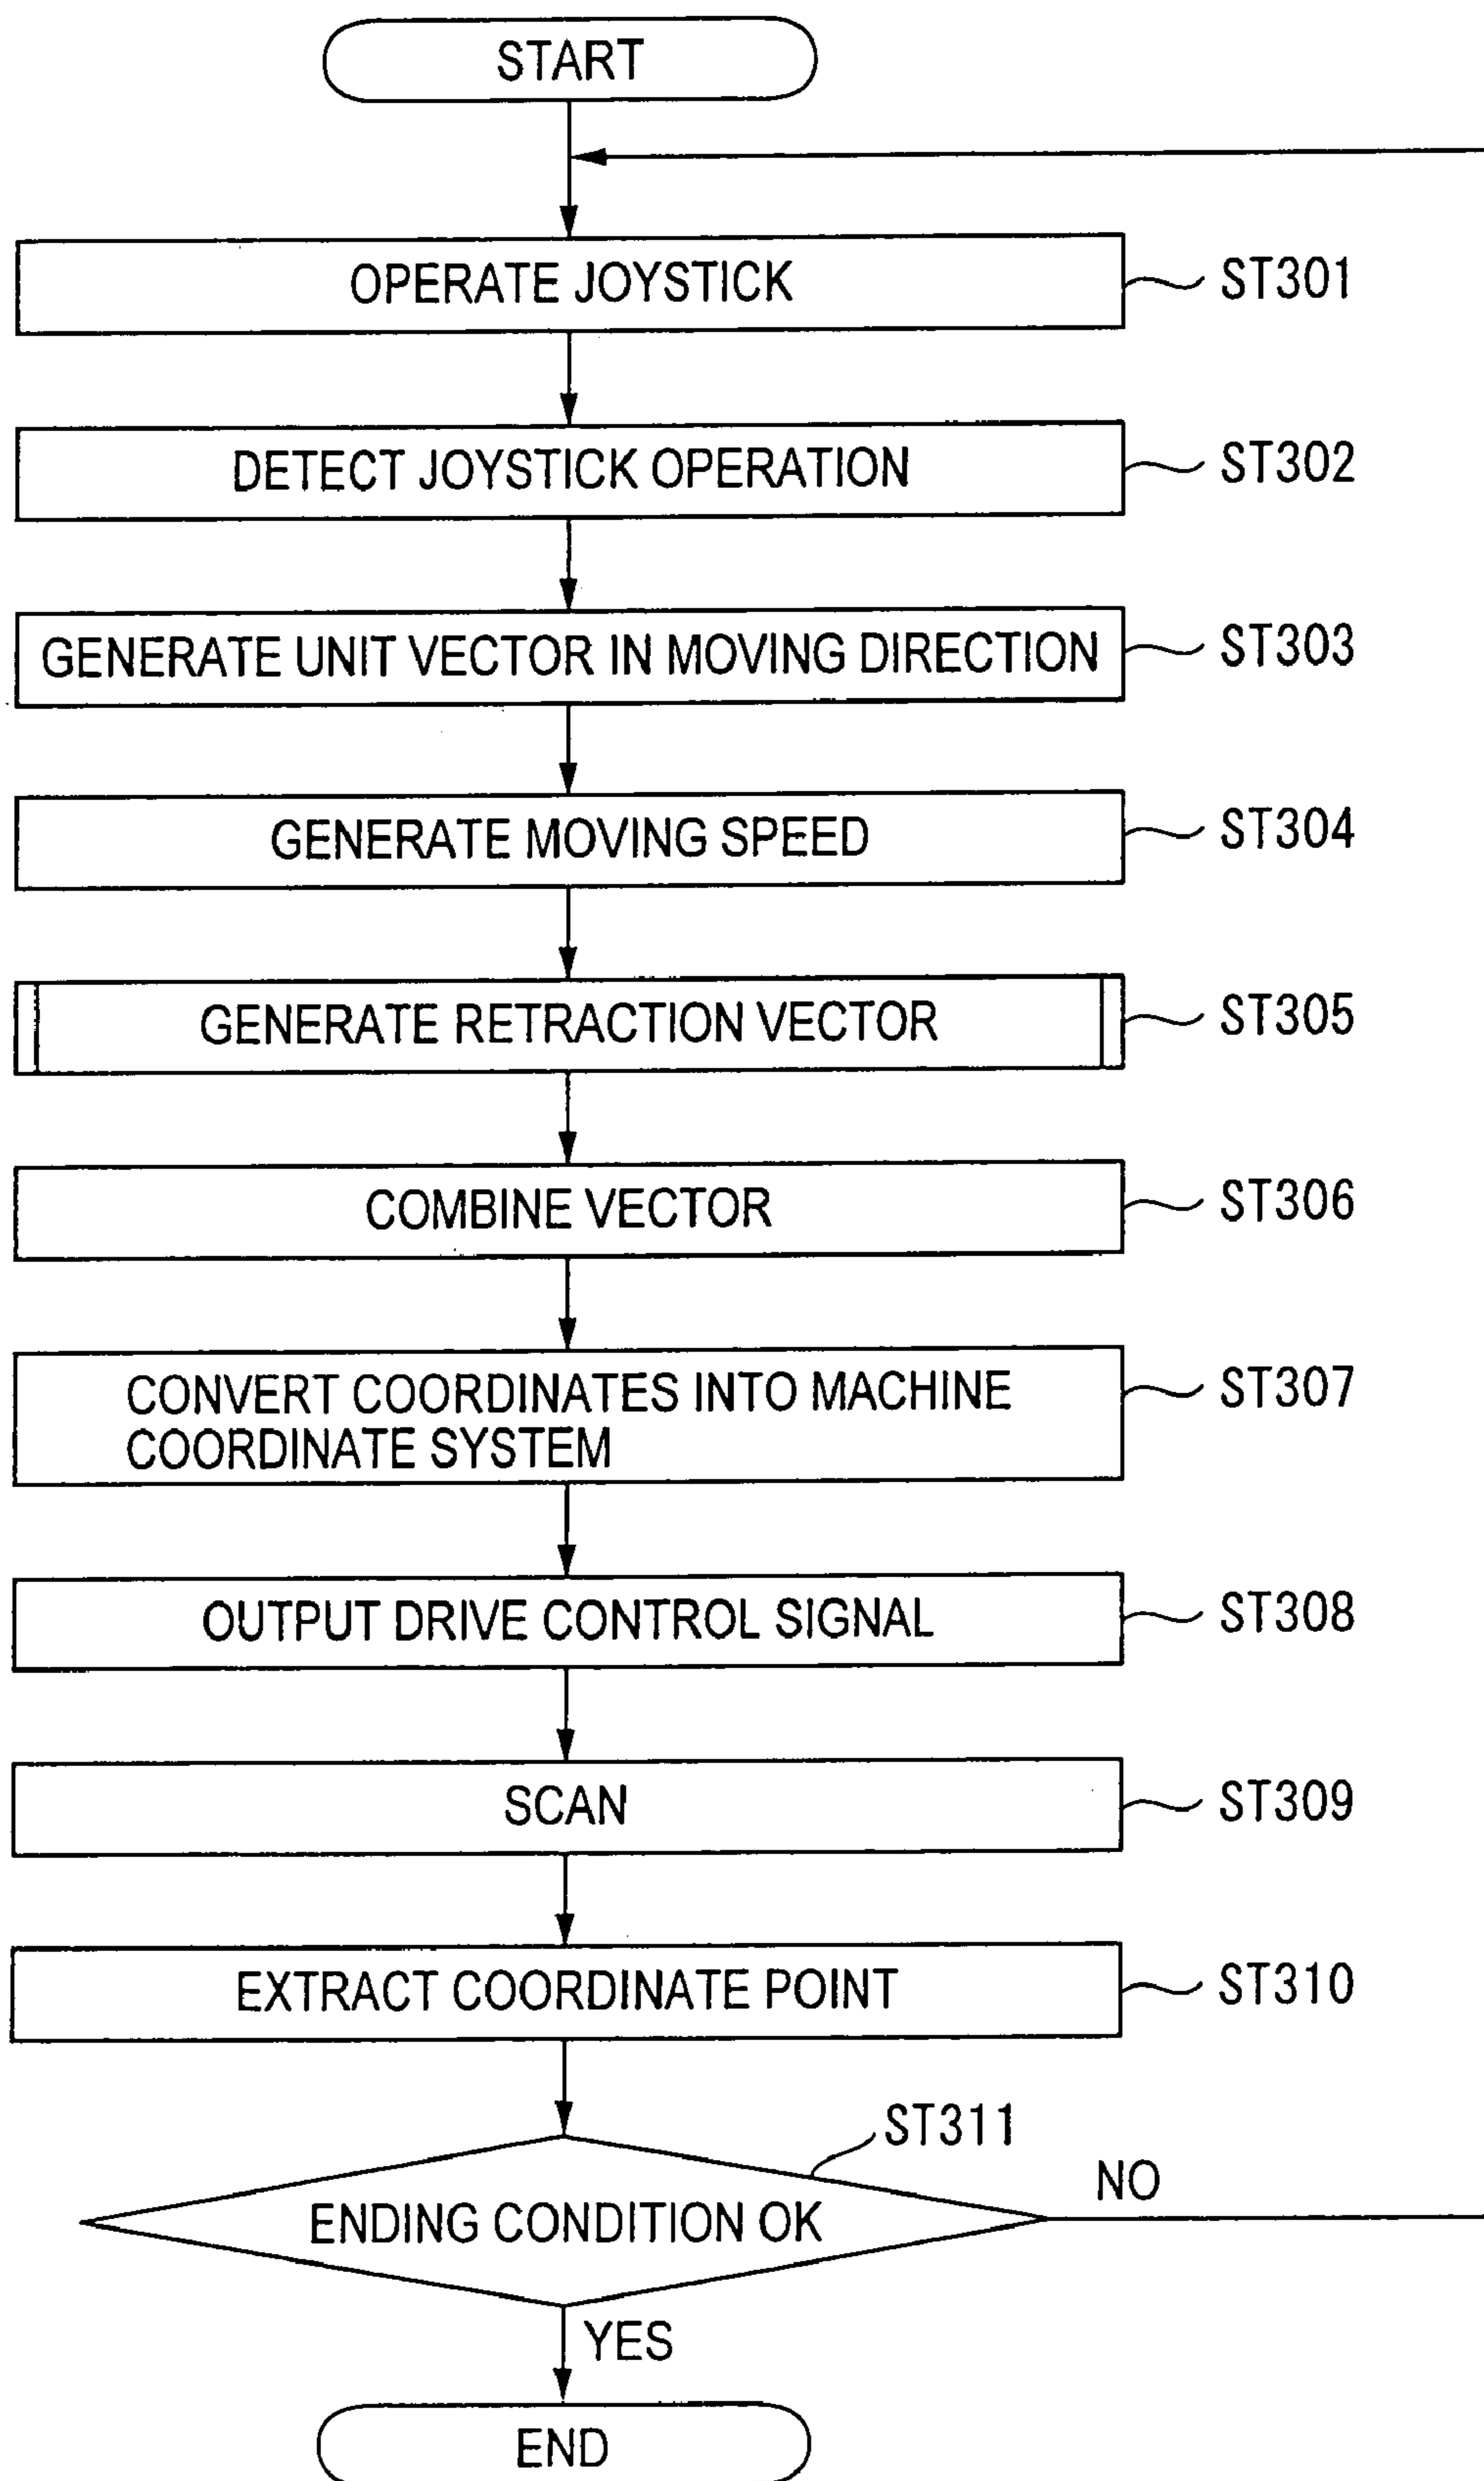 START
OPERATE JOYSTICK
ST301
DETECT JOYSTICK OPERATION
ST302
GENERATE UNIT VECTOR IN MOVING DIRECTION
ST303
GENERATE MOVING SPEED
ST304
GENERATE RETRACTION VECTOR
ST305
COMBINE VECTOR
ST306
CONVERT COORDINATES INTO MACHINE
COORDINATE SYSTEM
ST307
OUTPUT DRIVE CONTROL SIGNAL
ST308
SCAN
ST309
EXTRACT COORDINATE POINT
ST310
ST311
ENDING CONDITION OK
NO
YES
END